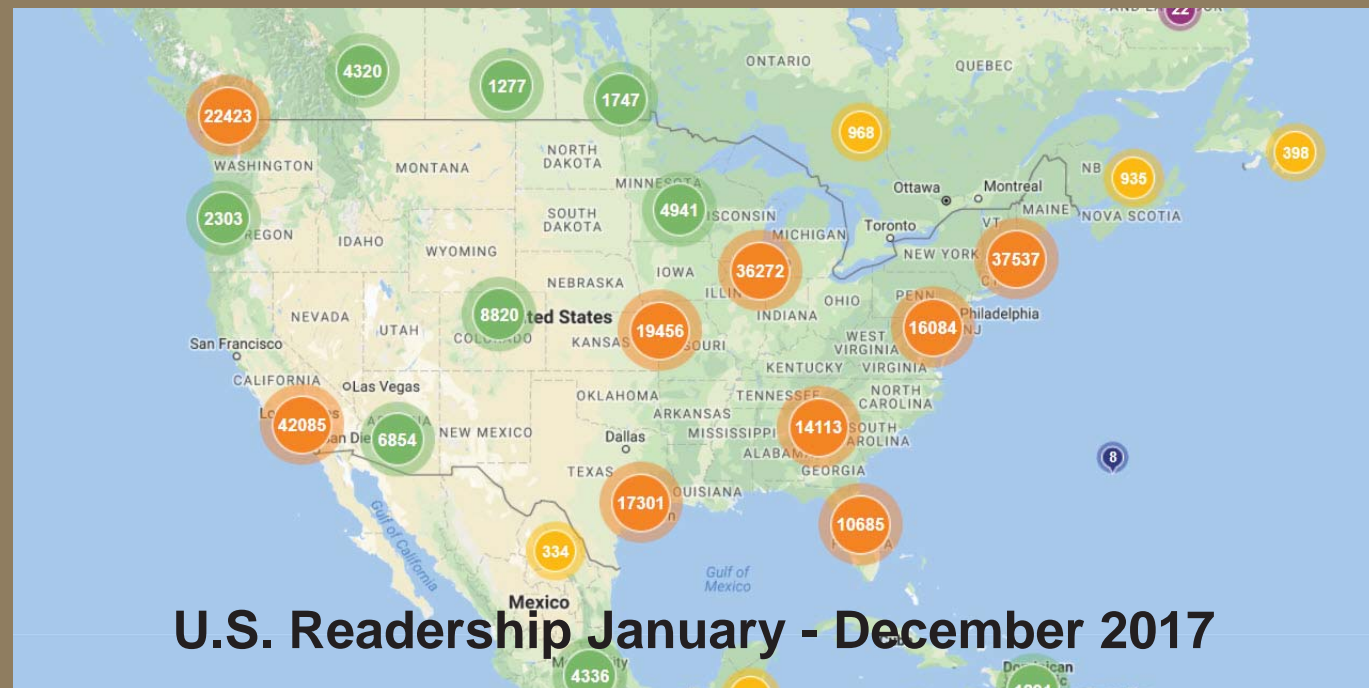 22
4320
ONTARIO
QUEBEC
1277
1747
22423
968
NORTH
DAKOTA
398
WASHINGTON
MONTANA
NB
935
MINNESOTA
Ottawa
Montreal
2303
4941
SOUTH
DAKOTA
MAINE
NOVA SCOTIA
VT
Toronto
MICHIGAN
IDAHO
WYOMING
NEW YORK
37537
36272
IOWA
NEBRASKA
OHIO
PENN
NEVADA
8820
ted States
INDIANA
Philadelphia
NJ
UTAH
19456
16084
San Francisco
KANSAS
WEST
VIRGINIA
KENTUCKY
VIRGINIA
CALIFORNIA
Las Vegas
OKLAHOMA
TENNESSEE
NORTH
CAROLINA
ARKANSAS
42085
6854
NEW MEXICO
Dallas
MISSISSIPPI
14113
SOUTH
CAROLINA
ALABAMA
TEXAS
GEORGIA
8
17301
OUISIANA
10685
Gulf of California
334
Gulf of
Mexico
Mexico
U.S. Readership January - December 2017
4336